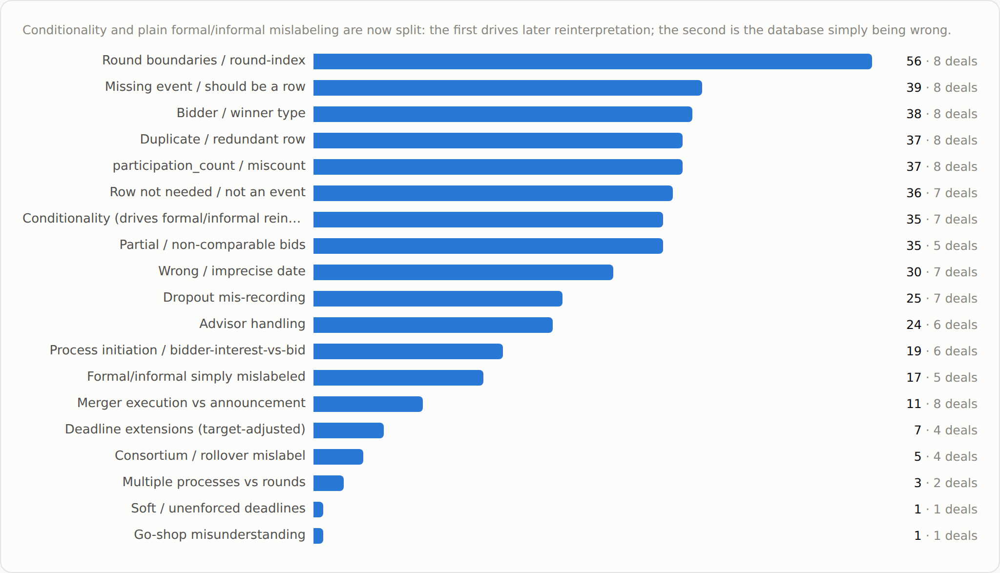 Conditionality and plain formal/informal mislabeling are now split: the first drives later reinterpretation; the second is the database simply being wrong.
Round boundaries / round-index 56 · 8 deals
Missing event / should be a row 39 · 8 deals
Bidder / winner type 38 · 8 deals
Duplicate / redundant row 37 · 8 deals
participation_count / miscount 37 · 8 deals
Row not needed / not an event 36 · 7 deals
Conditionality (drives formal/informal rein… 35 · 7 deals
Partial / non-comparable bids 35 · 5 deals
Wrong / imprecise date 30 · 7 deals
Dropout mis-recording 25 · 7 deals
Advisor handling 24 · 6 deals
Process initiation / bidder-interest-vs-bid 19 · 6 deals
Formal/informal simply mislabeled 17 · 5 deals
Merger execution vs announcement 11 · 8 deals
Deadline extensions (target-adjusted) 7 · 4 deals
Consortium / rollover mislabel 5 · 4 deals
Multiple processes vs rounds 3 · 2 deals
Soft / unenforced deadlines 1 · 1 deals
Go-shop misunderstanding 1 · 1 deals